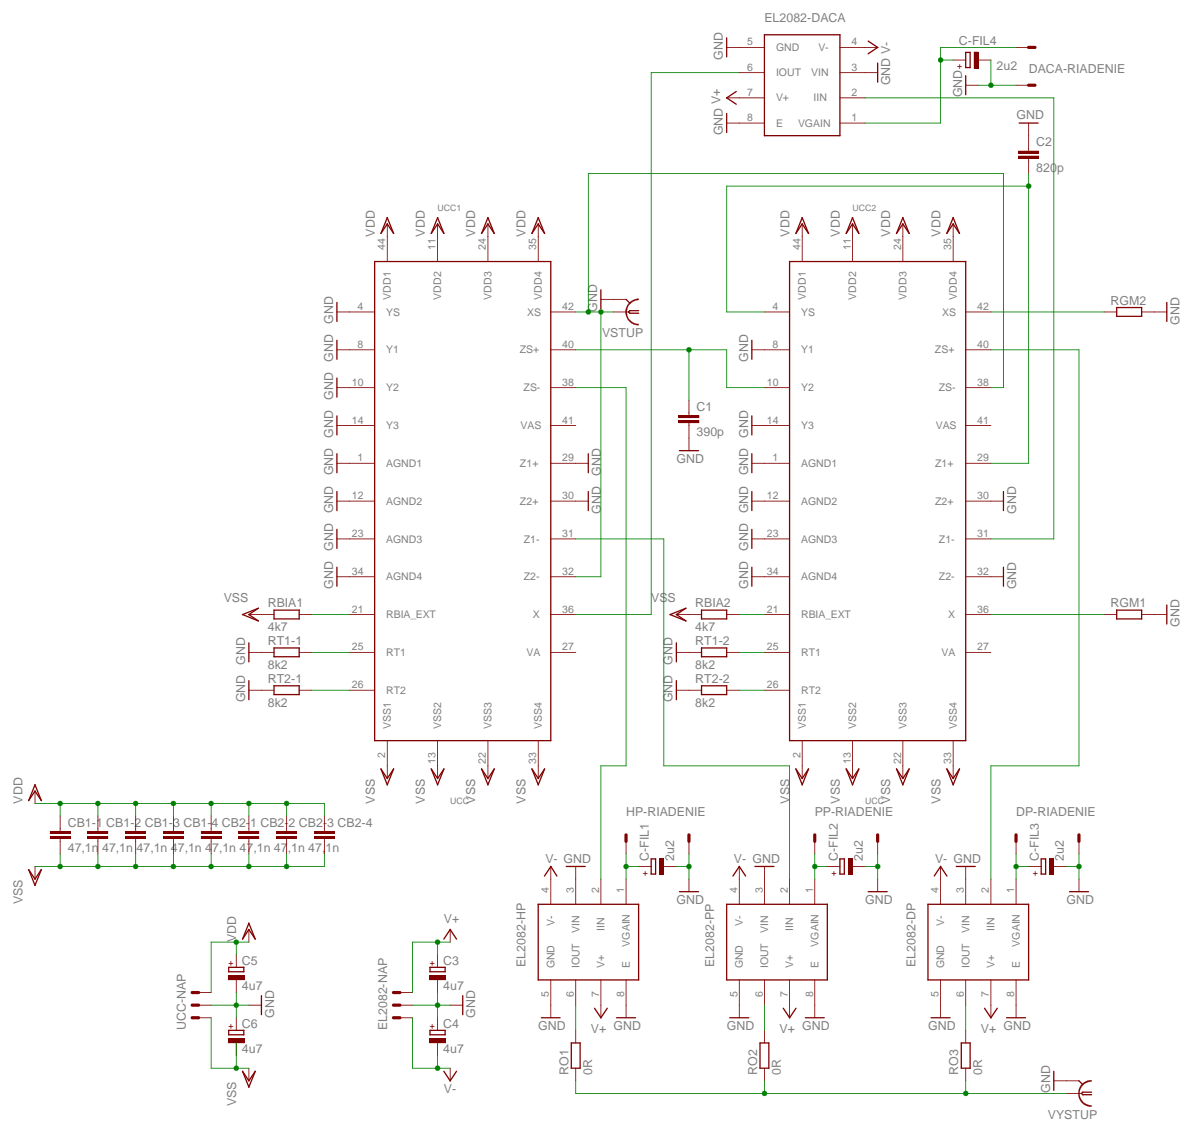 EL2082-DACA
GND 5 GND V- 4 V-
6 IOUT VIN 3 GND
V+ 7 V+ IIN 2
GND 8 E VGAIN 1
C-FIL4
2u2
GND
DACA-RIADENIE
GND
C2
820p
UCC1
VDD VDD VDD VDD
44 11 24 35
VDD1 VDD2 VDD3 VDD4
GND 4 YS XS 42
GND
VSTUP
GND 8 Y1 ZS+ 40
GND 10 Y2 ZS- 38
GND 14 Y3 VAS 41
GND 1 AGND1 Z1+ 29 GND
GND 12 AGND2 Z2+ 30 GND
GND 23 AGND3 Z1- 31
GND 34 AGND4 Z2- 32
VSS RBIA1 4k7 21 RBIA_EXT X 36
GND RT1-1 8k2 25 RT1 VA 27
GND RT2-1 8k2 26 RT2
VSS1 VSS2 VSS3 VSS4
2 13 22 33
VSS VSS VSS VSS
UCC
C1
390p
GND
UCC2
VDD VDD VDD VDD
44 11 24 35
VDD1 VDD2 VDD3 VDD4
4 YS XS 42 RGM2 GND
GND 8 Y1 ZS+ 40
10 Y2 ZS- 38
GND 14 Y3 VAS 41
GND 1 AGND1 Z1+ 29
GND 12 AGND2 Z2+ 30 GND
GND 23 AGND3 Z1- 31
GND 34 AGND4 Z2- 32 GND
VSS RBIA2 4k7 21 RBIA_EXT X 36 RGM1 GND
GND RT1-2 8k2 25 RT1 VA 27
GND RT2-2 8k2 26 RT2
VSS1 VSS2 VSS3 VSS4
2 13 22 33
VSS VSS VSS VSS
UCC
VDD
CB1-1 CB1-2 CB1-3 CB1-4 CB2-1 CB2-2 CB2-3 CB2-4
47,1n 47,1n 47,1n 47,1n 47,1n 47,1n 47,1n
VSS
HP-RIADENIE
C-FIL1
2u2
V- GND
GND
4 3 2 1
EL2082-HP
V- VIN IIN VGAIN
GND IOUT V+ E
5 6 7 8
GND V+ GND
RO1
0R
PP-RIADENIE
C-FIL2
2u2
V- GND
GND
4 3 2 1
EL2082-PP
V- VIN IIN VGAIN
GND IOUT V+ E
5 6 7 8
GND V+ GND
RO2
0R
DP-RIADENIE
C-FIL3
2u2
V- GND
GND
4 3 2 1
EL2082-DP
V- VIN IIN VGAIN
GND IOUT V+ E
5 6 7 8
GND V+ GND
RO3
0R
GND
VYSTUP
VDD
C5
4u7
UCC-NAP
GND
C6
4u7
VSS
V+
C3
4u7
EL2082-NAP
GND
C4
4u7
V-